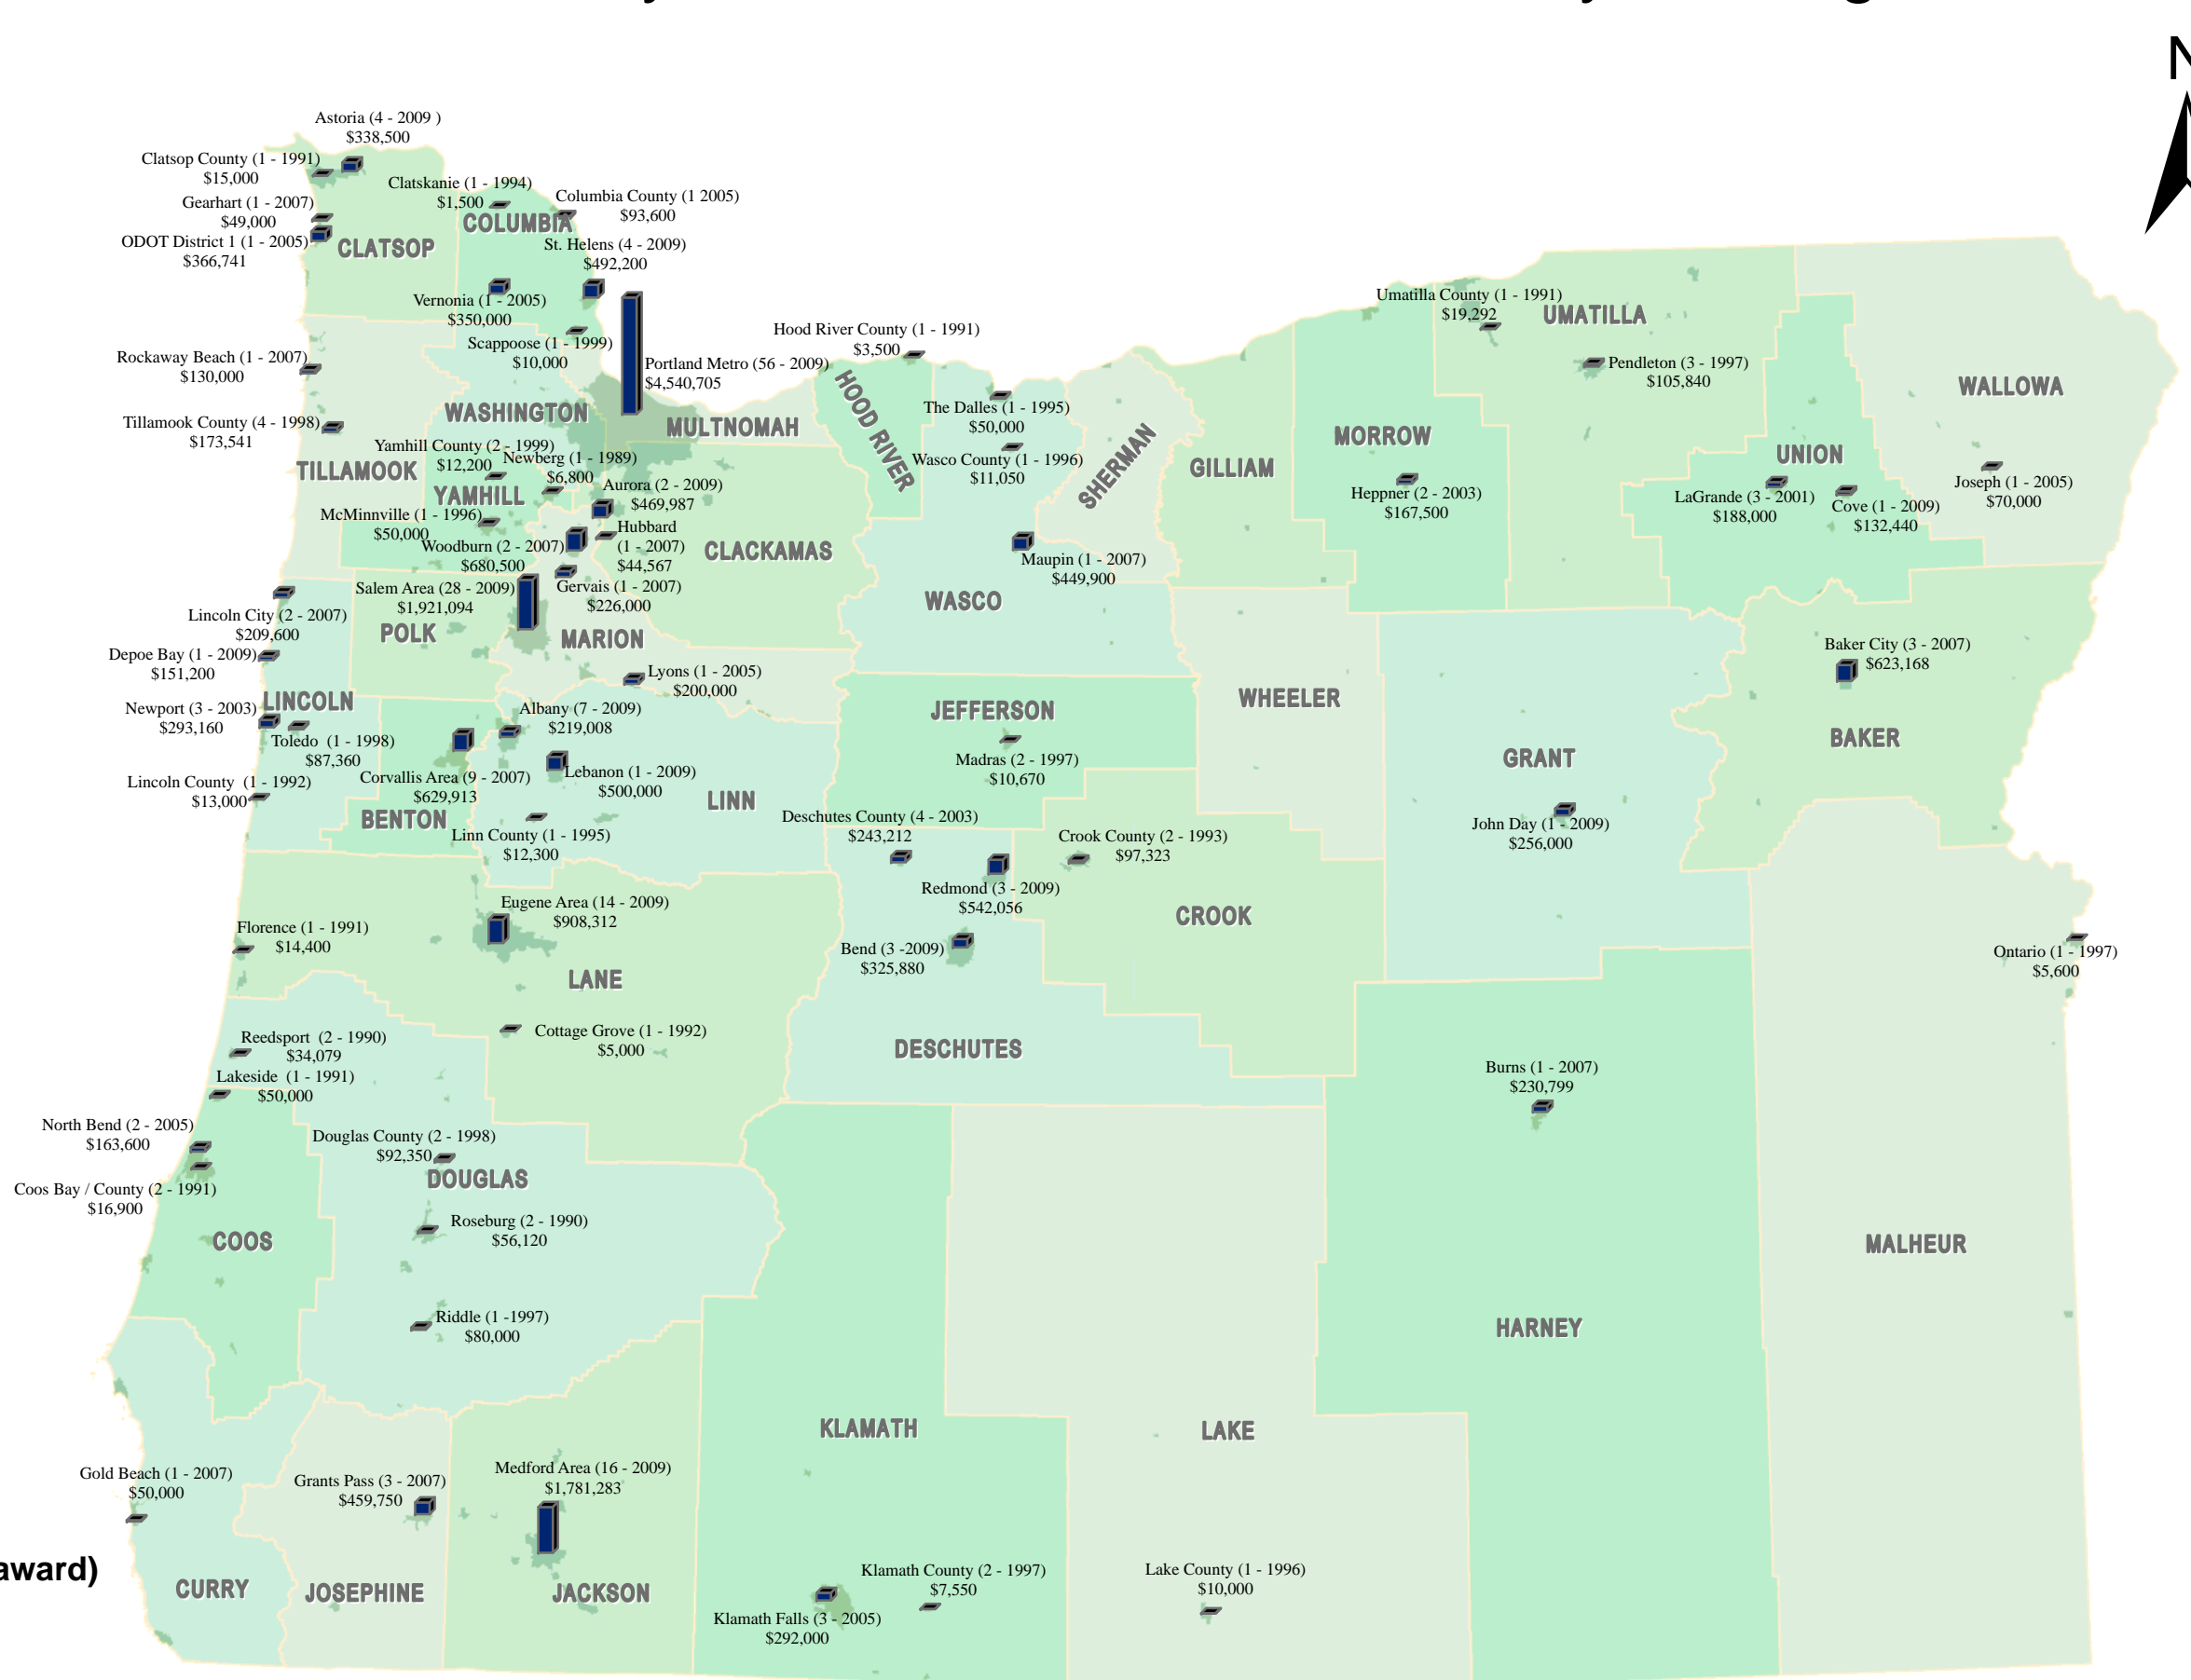 N
Astoria (4 - 2009 )
$338,500
Clatsop County (1 - 1991)
$15,000
Clatskanie (1 - 1994)
$1,500
Columbia County (1 2005)
$93,600
Gearhart (1 - 2007)
$49,000
COLUMBIA
ODOT District 1 (1 - 2005)
$366,741
CLATSOP
St. Helens (4 - 2009)
$492,200
Vernonia (1 - 2005)
$350,000
Umatilla County (1 - 1991)
$19,292
UMATILLA
Scappoose (1 - 1999)
$10,000
Hood River County (1 - 1991)
$3,500
Rockaway Beach (1 - 2007)
$130,000
Portland Metro (56 - 2009)
$4,540,705
Pendleton (3 - 1997)
$105,840
WALLOWA
HOOD RIVER
WASHINGTON
MULTNOMAH
The Dalles (1 - 1995)
$50,000
Tillamook County (4 - 1998)
$173,541
MORROW
Yamhill County (2 - 1999)
$12,200
Newberg (1 - 1989)
$6,800
Wasco County (1 - 1996)
$11,050
SHERMAN
GILLIAM
UNION
TILLAMOOK
YAMHILL
Aurora (2 - 2009)
$469,987
Heppner (2 - 2003)
$167,500
LaGrande (3 - 2001)
$188,000
Cove (1 - 2009)
$132,440
Joseph (1 - 2005)
$70,000
McMinnville (1 - 1996)
$50,000
Hubbard
(1 - 2007)
$44,567
Woodburn (2 - 2007)
$680,500
CLACKAMAS
Maupin (1 - 2007)
$449,900
Salem Area (28 - 2009)
$1,921,094
Gervais (1 - 2007)
$226,000
WASCO
Lincoln City (2 - 2007)
$209,600
POLK
MARION
Baker City (3 - 2007)
$623,168
Depoe Bay (1 - 2009)
$151,200
Lyons (1 - 2005)
$200,000
LINCOLN
WHEELER
Newport (3 - 2003)
$293,160
Albany (7 - 2009)
$219,008
JEFFERSON
BAKER
Toledo  (1 - 1998)
$87,360
GRANT
Madras (2 - 1997)
$10,670
Corvallis Area (9 - 2007)
$629,913
Lebanon (1 - 2009)
$500,000
Lincoln County  (1 - 1992)
$13,000
LINN
BENTON
Deschutes County (4 - 2003)
$243,212
John Day (1 - 2009)
$256,000
Linn County (1 - 1995)
$12,300
Crook County (2 - 1993)
$97,323
Redmond (3 - 2009)
$542,056
Eugene Area (14 - 2009)
$908,312
CROOK
Florence (1 - 1991)
$14,400
Bend (3 -2009)
$325,880
Ontario (1 - 1997)
$5,600
LANE
Cottage Grove (1 - 1992)
$5,000
Reedsport  (2 - 1990)
$34,079
DESCHUTES
Lakeside  (1 - 1991)
$50,000
Burns (1 - 2007)
$230,799
North Bend (2 - 2005)
$163,600
Douglas County (2 - 1998)
$92,350
DOUGLAS
Coos Bay / County (2 - 1991)
$16,900
Roseburg (2 - 1990)
$56,120
COOS
MALHEUR
Riddle (1 -1997)
$80,000
HARNEY
KLAMATH
LAKE
Gold Beach (1 - 2007)
$50,000
Grants Pass (3 - 2007)
$459,750
Medford Area (16 - 2009)
$1,781,283
award)
CURRY
JOSEPHINE
JACKSON
Klamath County (2 - 1997)
$7,550
Lake County (1 - 1996)
$10,000
Klamath Falls (3 - 2005)
$292,000